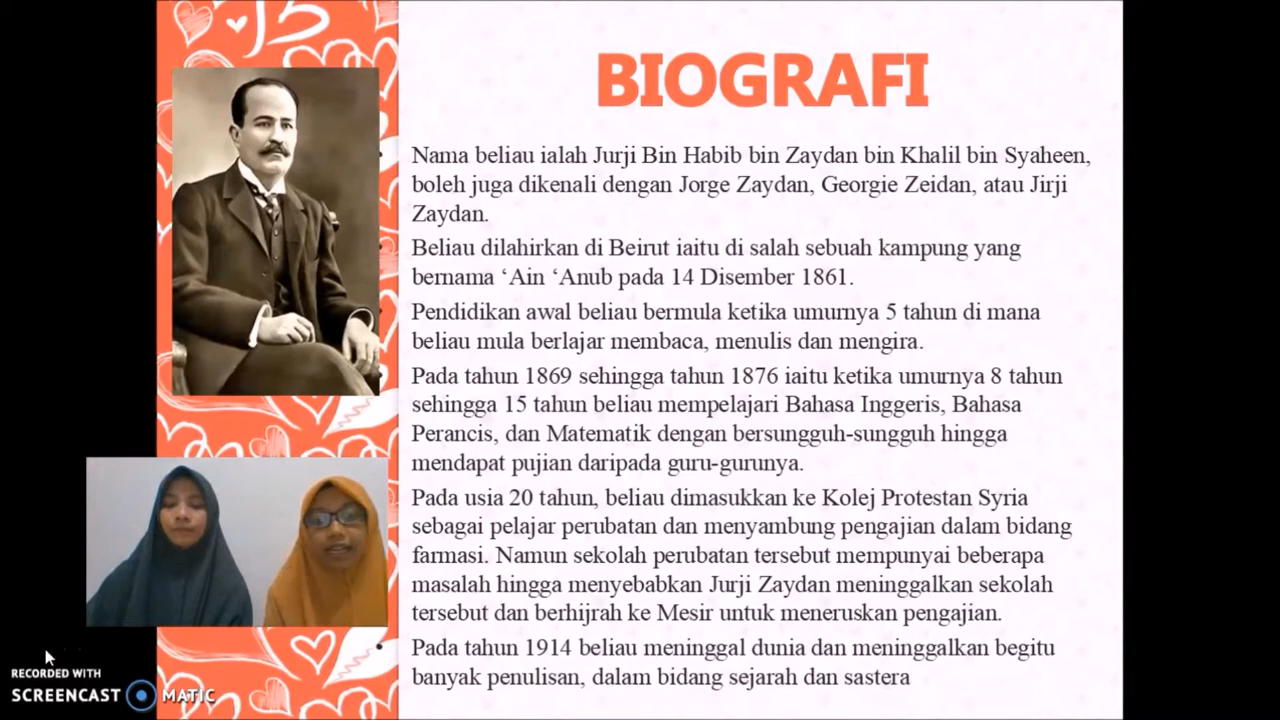 BIOGRAFI
Nama beliau ialah Jurji Bin Habib bin Zaydan bin Khalil bin Syaheen,
boleh juga dikenali dengan Jorge Zaydan, Georgie Zeidan, atau Jirji
Zaydan.
Beliau dilahirkan di Beirut iaitu di salah sebuah kampung yang
bernama ‘Ain ‘Anub pada 14 Disember 1861.
Pendidikan awal beliau bermula ketika umurnya 5 tahun di mana
beliau mula berlajar membaca, menulis dan mengira.
Pada tahun 1869 sehingga tahun 1876 iaitu ketika umurnya 8 tahun
sehingga 15 tahun beliau mempelajari Bahasa Inggeris, Bahasa
Perancis, dan Matematik dengan bersungguh-sungguh hingga
mendapat pujian daripada guru-gurunya.
Pada usia 20 tahun, beliau dimasukkan ke Kolej Protestan Syria
sebagai pelajar perubatan dan menyambung pengajian dalam bidang
farmasi. Namun sekolah perubatan tersebut mempunyai beberapa
masalah hingga menyebabkan Jurji Zaydan meninggalkan sekolah
tersebut dan berhijrah ke Mesir untuk meneruskan pengajian.
Pada tahun 1914 beliau meninggal dunia dan meninggalkan begitu
banyak penulisan, dalam bidang sejarah dan sastera
RECORDED WITH
SCREENCAST MATIC